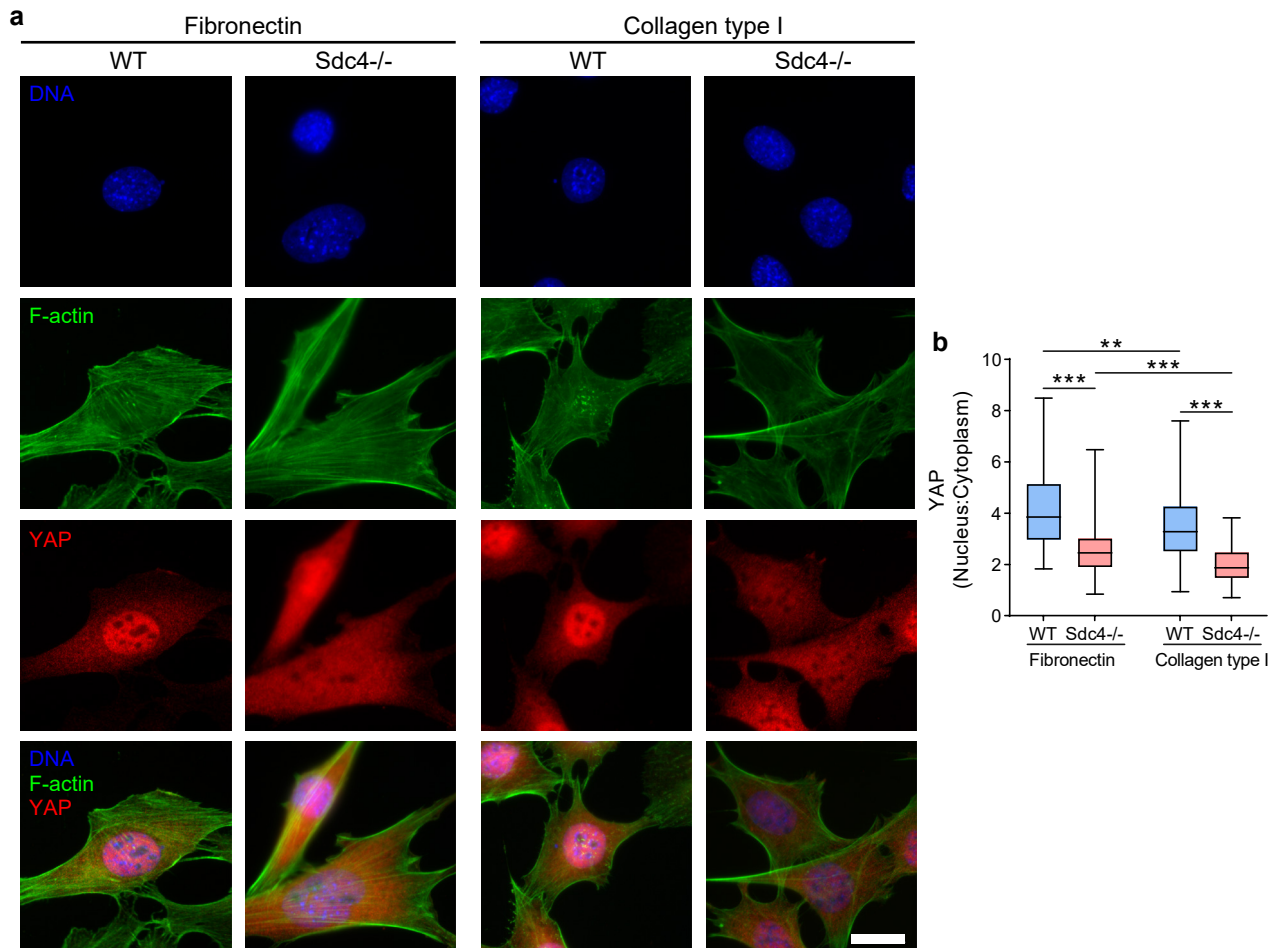 a
Fibronectin
Collagen type I
WT
Sdc4-/-
WT
Sdc4-/-
DNA
F-actin
YAP
DNA
F-actin
YAP
b
10
8
6
4
2
0
YAP
(Nucleus:Cytoplasm)
**
***
***
***
WT Sdc4-/- WT Sdc4-/-
Fibronectin Collagen type I